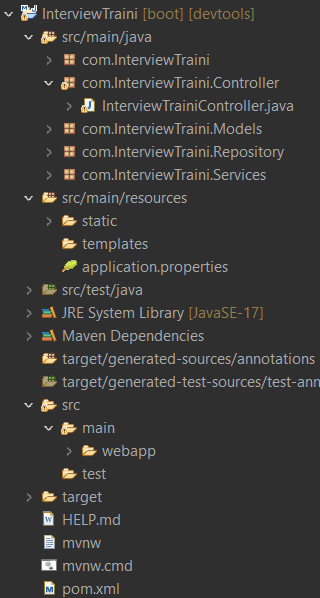 InterviewTraini [boot] [devtools]
src/main/java
com.InterviewTraini
com.InterviewTraini.Controller
InterviewTrainiController.java
com.InterviewTraini.Models
com.InterviewTraini.Repository
com.InterviewTraini.Services
src/main/resources
static
templates
application.properties
src/test/java
JRE System Library [JavaSE-17]
Maven Dependencies
target/generated-sources/annotations
target/generated-test-sources/test-ann
src
main
webapp
test
target
HELP.md
mvnw
mvnw.cmd
pom.xml